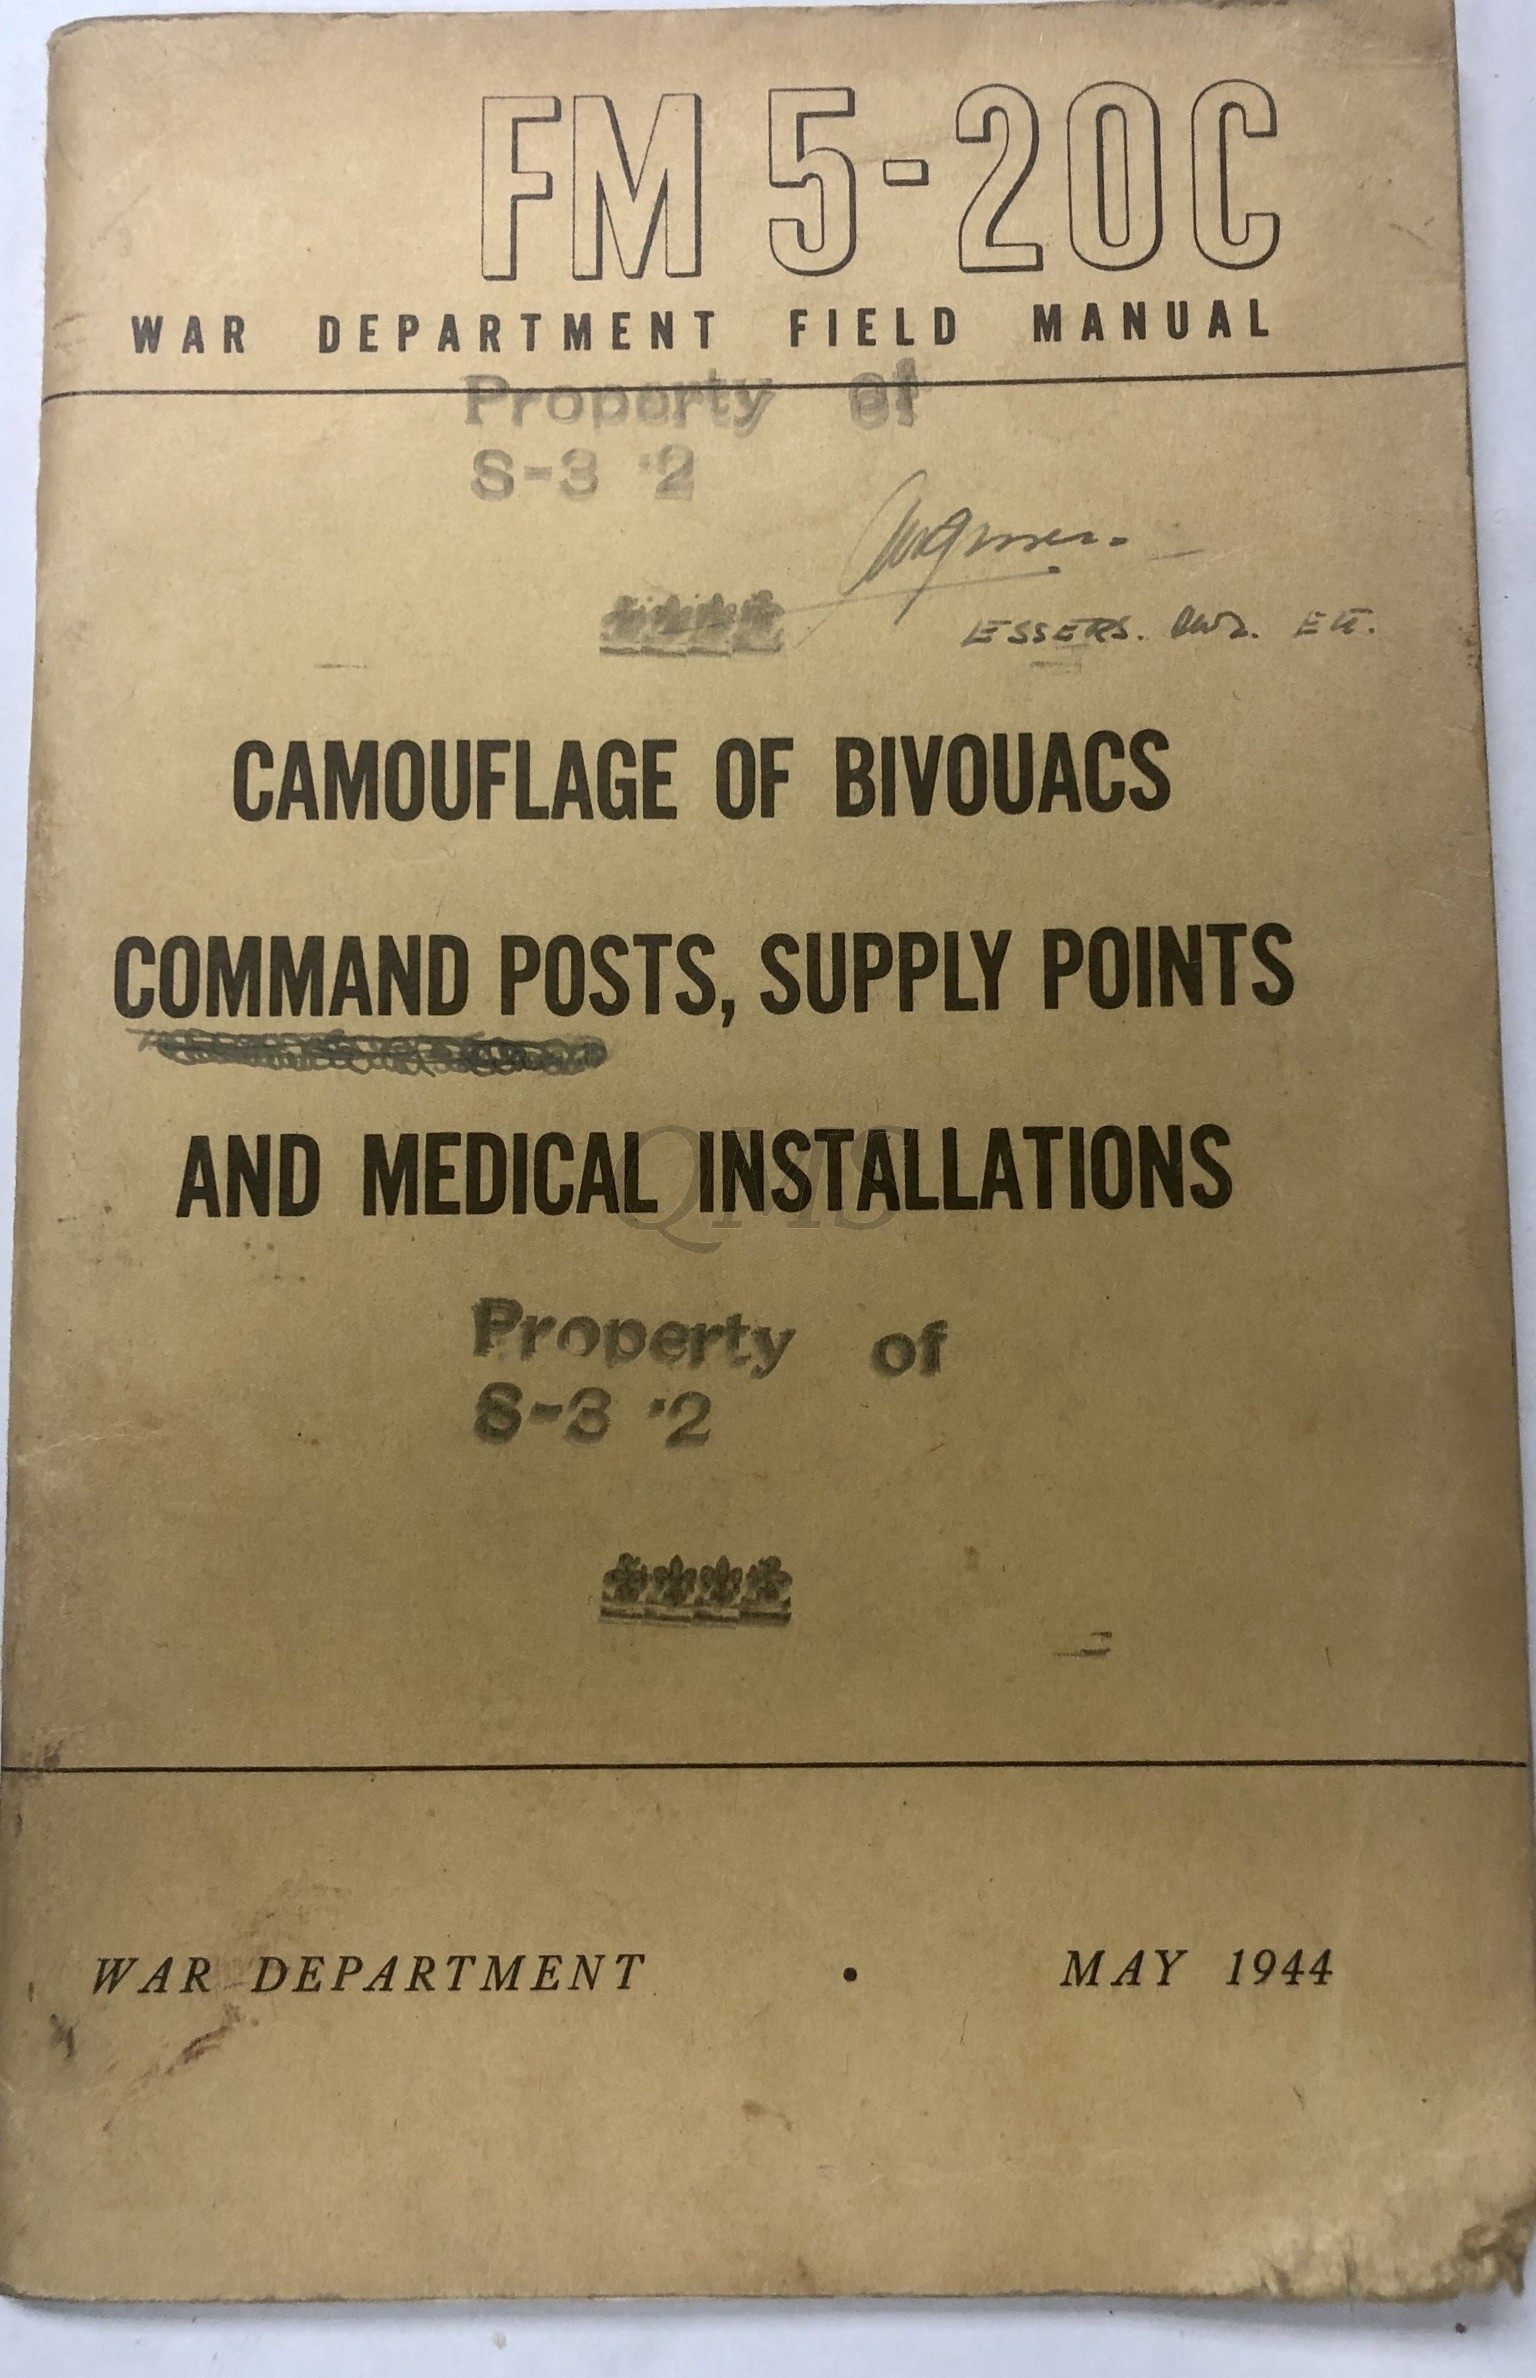 FM 5-20C
WAR DEPARTMENT FIELD MANUAL
Property of
S-3 '2
ESSERS.
CAMOUFLAGE OF BIVOUACS
COMMAND POSTS, SUPPLY POINTS
AND MEDICAL INSTALLATIONS
QMS
Property of
S-3 '2
WAR DEPARTMENT • MAY 1944